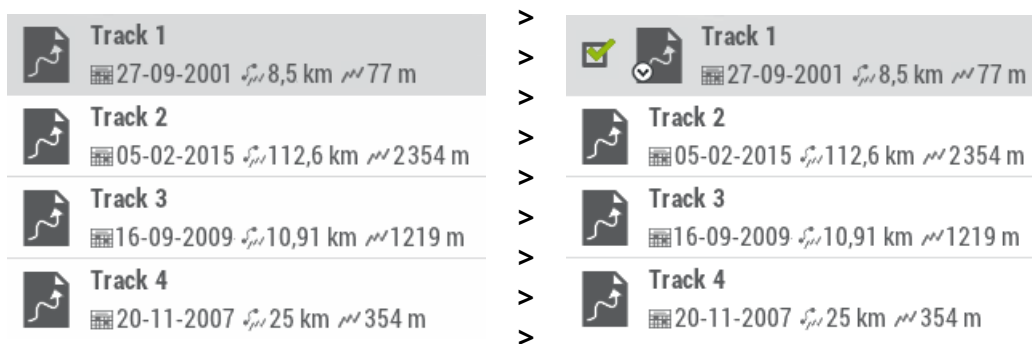 Track 1
27-09-2001 8,5 km 77 m
Track 2
05-02-2015 112,6 km 2354 m
Track 3
16-09-2009 10,91 km 1219 m
Track 4
20-11-2007 25 km 354 m
>
>
>
>
>
>
>
>
>
Track 1
27-09-2001 8,5 km 77 m
Track 2
05-02-2015 112,6 km 2354 m
Track 3
16-09-2009 10,91 km 1219 m
Track 4
20-11-2007 25 km 354 m